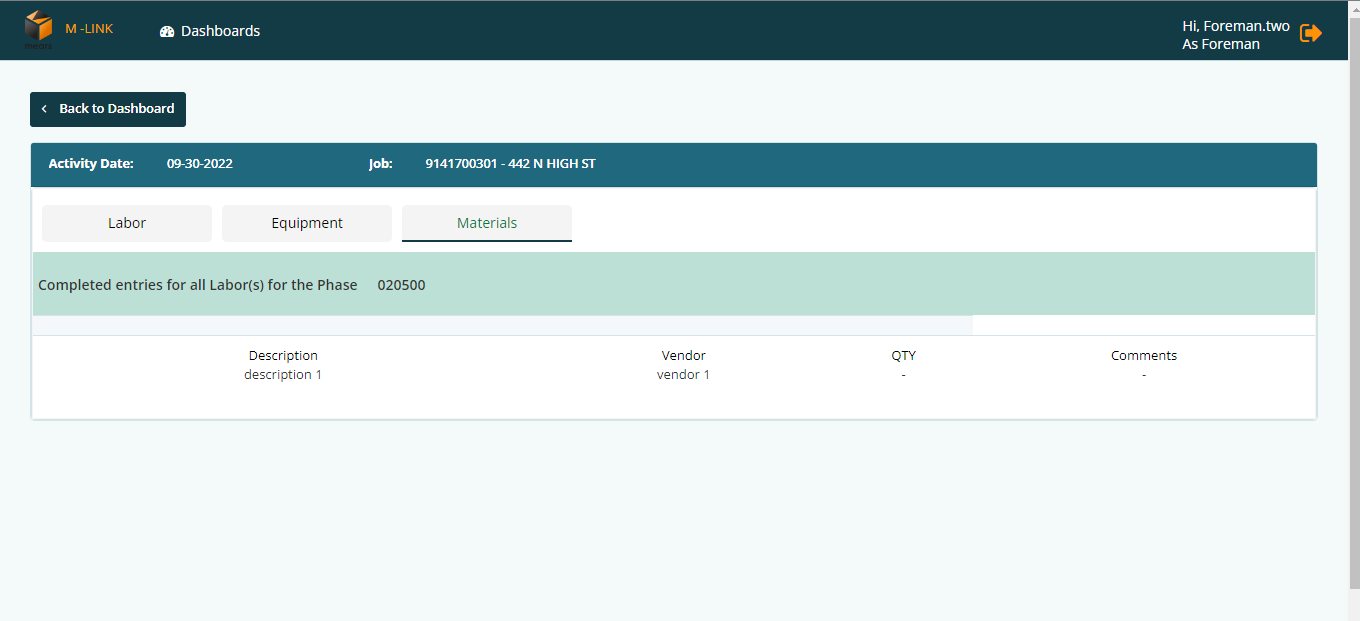 M -LINK
Dashboards
Hi, Foreman.two
As Foreman
mears
Back to Dashboard
Activity Date: 09-30-2022 Job: 9141700301 - 442 N HIGH ST
Labor Equipment Materials
Completed entries for all Labor(s) for the Phase 020500
Description Vendor QTY Comments
description 1 vendor 1 - -